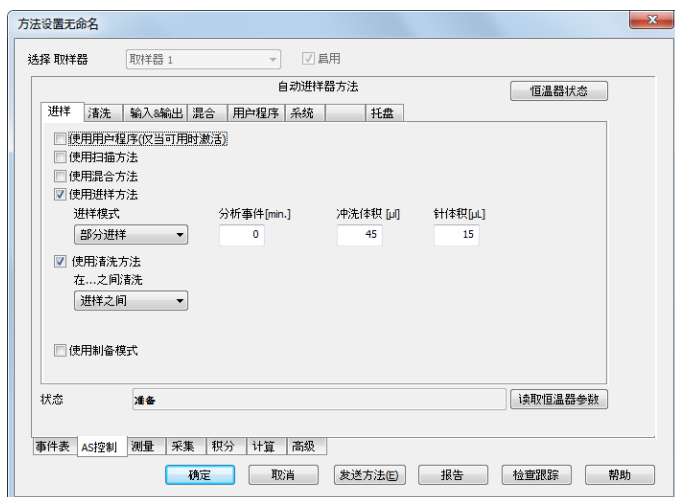 方法设置无命名
选择 取样器 取样器 1 启用
自动进样器方法 恒温器状态
进样 清洗 输入&输出 混合 用户程序 系统 托盘
使用用户程序(仅当可用时激活)
使用扫描方法
使用混合方法
使用进样方法
进样模式 分析事件[min.] 冲洗体积 [µl] 针体积[µL]
部分进样 0 45 15
使用清洗方法
在...之间清洗
进样之间
使用制备模式
状态 准备 读取恒温器参数
事件表 AS控制 测量 采集 积分 计算 高级
确定 取消 发送方法(E) 报告 检查跟踪 帮助